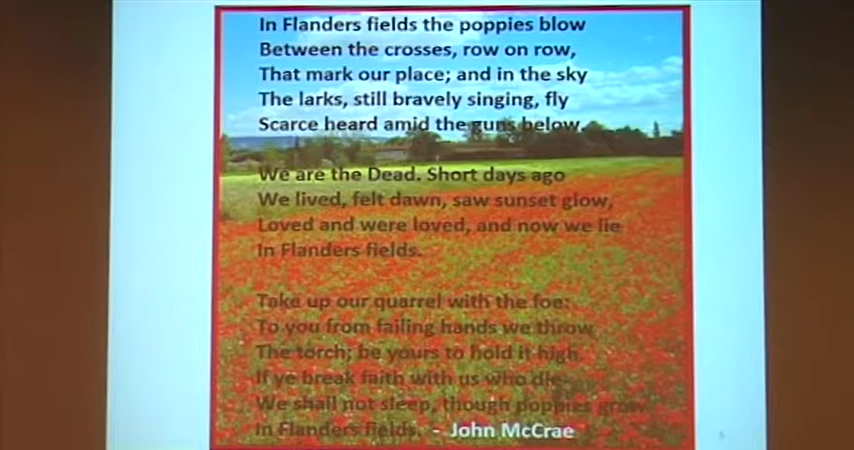 In Flanders fields the poppies blow
Between the crosses, row on row,
That mark our place; and in the sky
The larks, still bravely singing, fly
Scarce heard amid the guns below.
We are the Dead. Short days ago
We lived, felt dawn, saw sunset glow,
Loved and were loved, and now we lie
In Flanders fields.
Take up our quarrel with the foe:
To you from failing hands we throw
The torch; be yours to hold it high.
If ye break faith with us who die
We shall not sleep, though poppies grow
In Flanders fields. - John McCrae